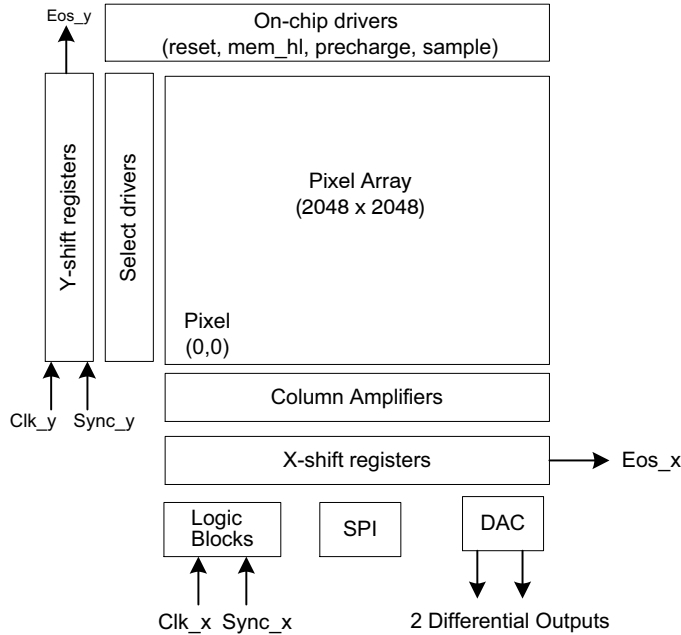 Eos_y
On-chip drivers
(reset, mem_hl, precharge, sample)
Y-shift registers
Select drivers
Pixel Array
(2048 x 2048)
Pixel
(0,0)
Clk_y
Sync_y
Column Amplifiers
X-shift registers
Eos_x
Logic
Blocks
SPI
DAC
Clk_x
Sync_x
2 Differential Outputs